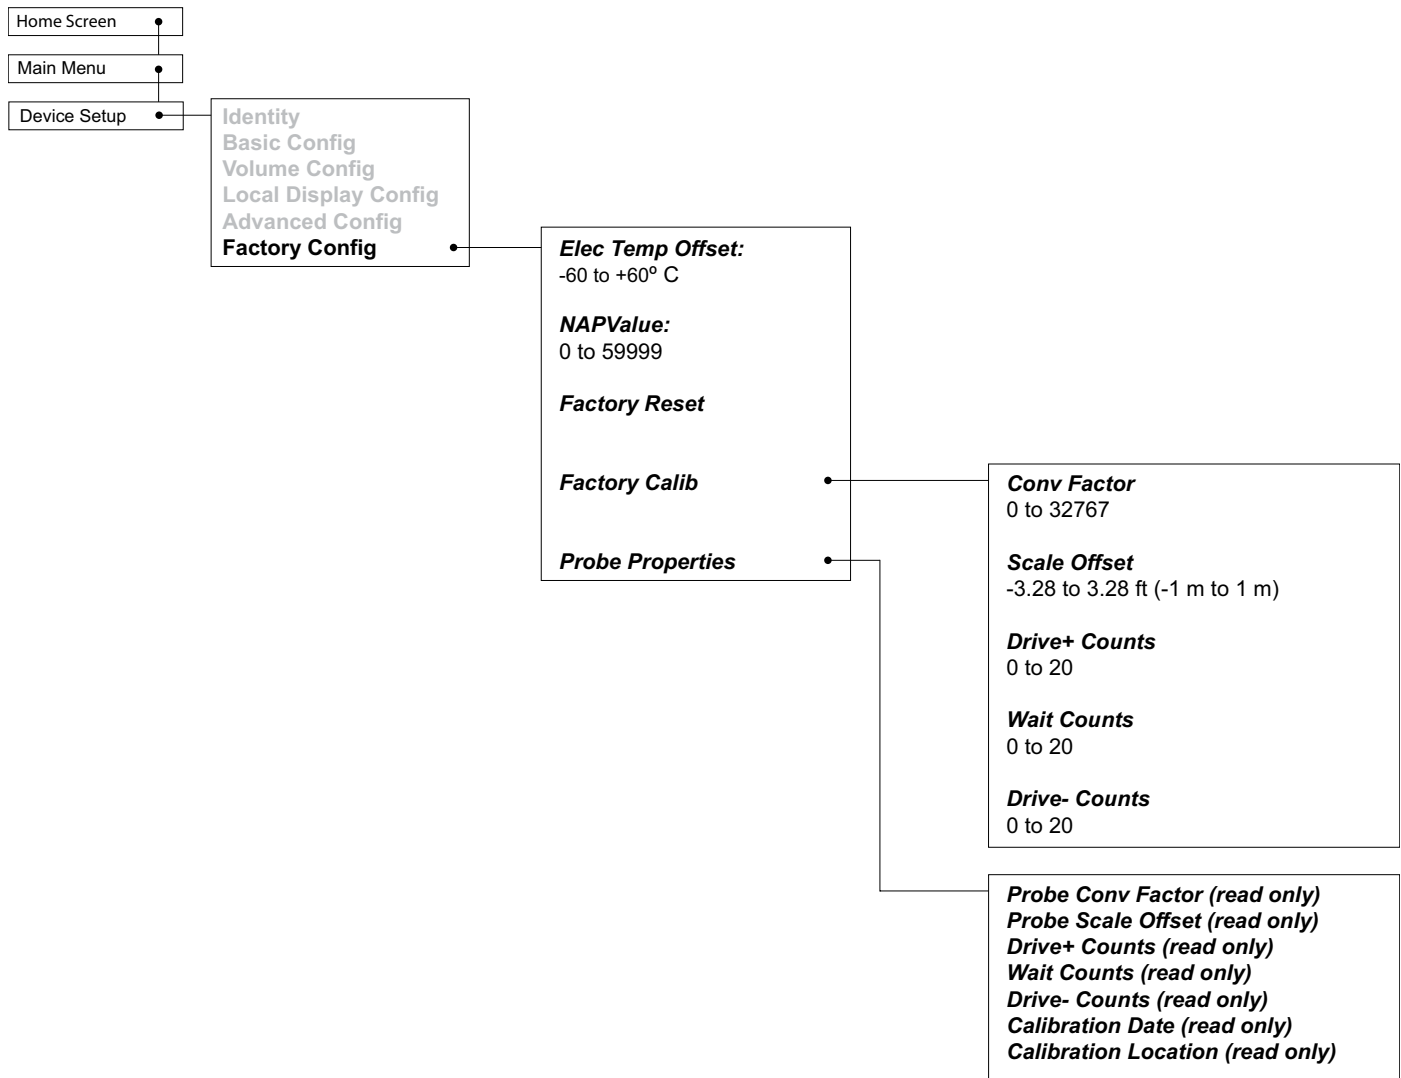 Home Screen
Main Menu
Device Setup
Identity
Basic Config
Volume Config
Local Display Config
Advanced Config
Factory Config
Elec Temp Offset:
-60 to +60º C
NAPValue:
0 to 59999
Factory Reset
Factory Calib
Probe Properties
Conv Factor
0 to 32767
Scale Offset
-3.28 to 3.28 ft (-1 m to 1 m)
Drive+ Counts
0 to 20
Wait Counts
0 to 20
Drive- Counts
0 to 20
Probe Conv Factor (read only)
Probe Scale Offset (read only)
Drive+ Counts (read only)
Wait Counts (read only)
Drive- Counts (read only)
Calibration Date (read only)
Calibration Location (read only)